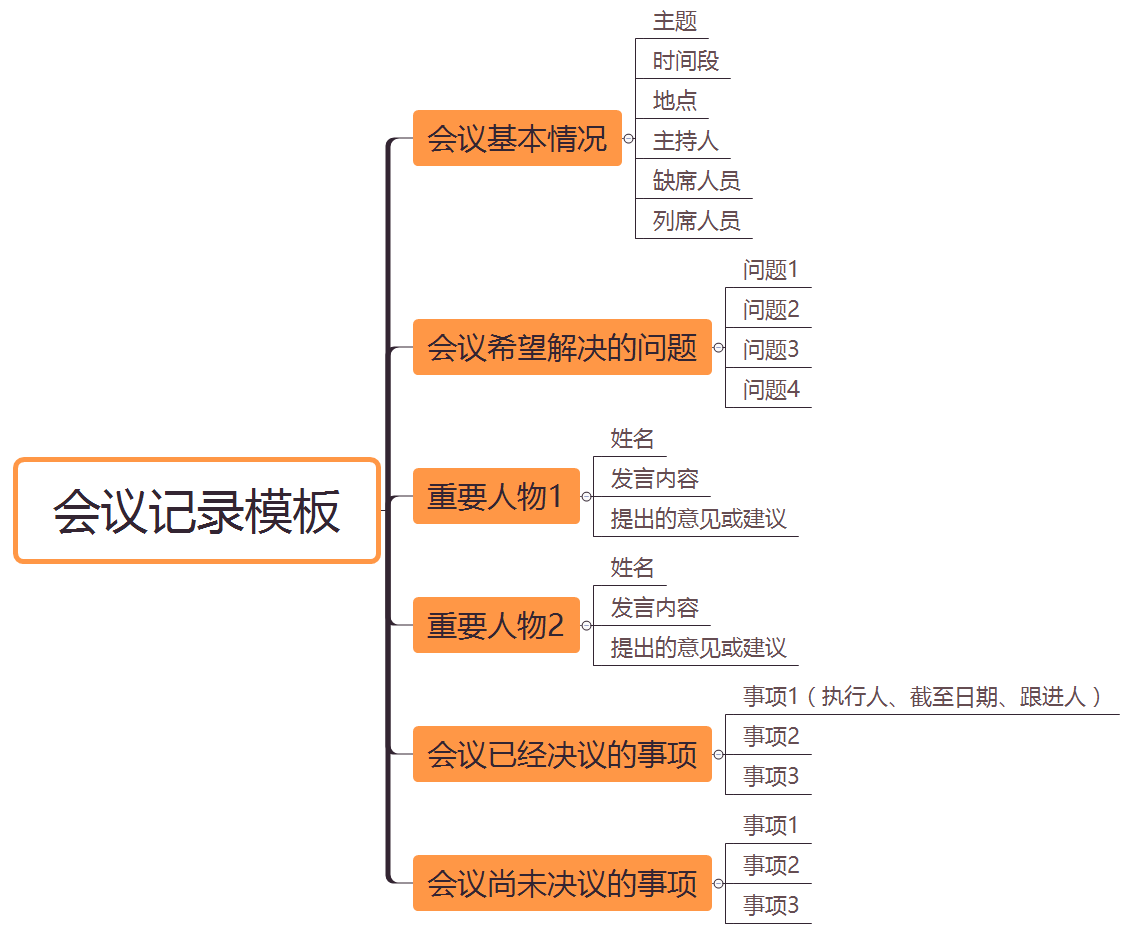 会议记录模板
会议基本情况
主题
时间段
地点
主持人
缺席人员
列席人员
会议希望解决的问题
问题1
问题2
问题3
问题4
重要人物1
姓名
发言内容
提出的意见或建议
重要人物2
姓名
发言内容
提出的意见或建议
会议已经决议的事项
事项1（执行人、截至日期、跟进人）
事项2
事项3
会议尚未决议的事项
事项1
事项2
事项3